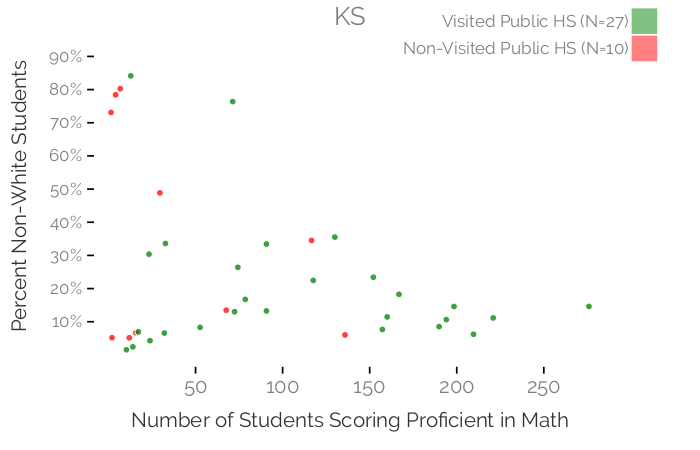 KS
Visited Public HS (N=27)
Non-Visited Public HS (N=10)
Percent Non-White Students
90%
80%
70%
60%
50%
40%
30%
20%
10%
50 100 150 200 250
Number of Students Scoring Proficient in Math